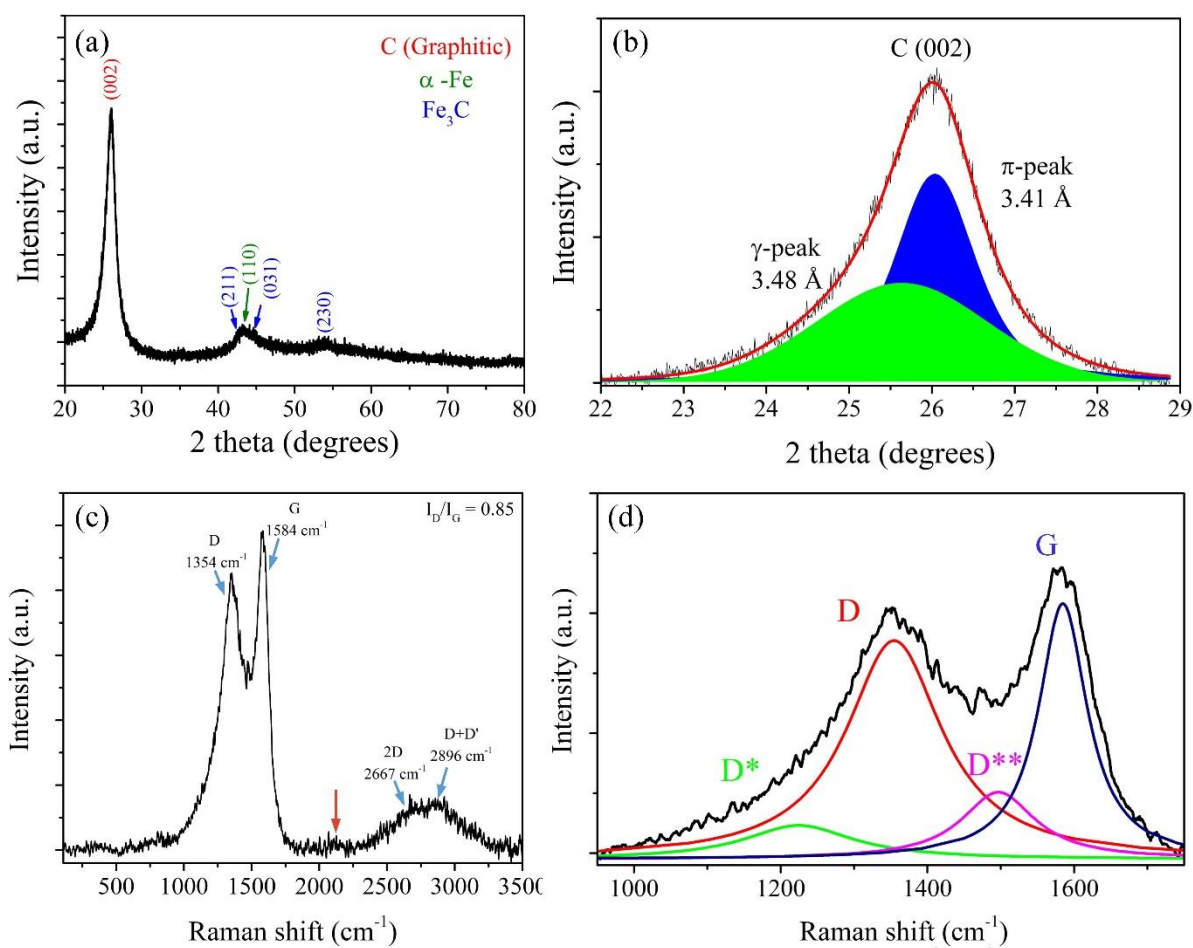 (a)
C (Graphitic)
α -Fe
Fe₃C
(002)
(211)
(110)
(031)
(230)
Intensity (a.u.)
20 30 40 50 60 70 80
2 theta (degrees)
(b)
C (002)
π-peak
3.41 Å
γ-peak
3.48 Å
Intensity (a.u.)
22 23 24 25 26 27 28 29
2 theta (degrees)
(c)
I_D/I_G = 0.85
D
1354 cm⁻¹
G
1584 cm⁻¹
2D
2667 cm⁻¹
D+D'
2896 cm⁻¹
Intensity (a.u.)
500 1000 1500 2000 2500 3000 3500
Raman shift (cm⁻¹)
(d)
D*
D
D**
G
Intensity (a.u.)
1000 1200 1400 1600
Raman shift (cm⁻¹)